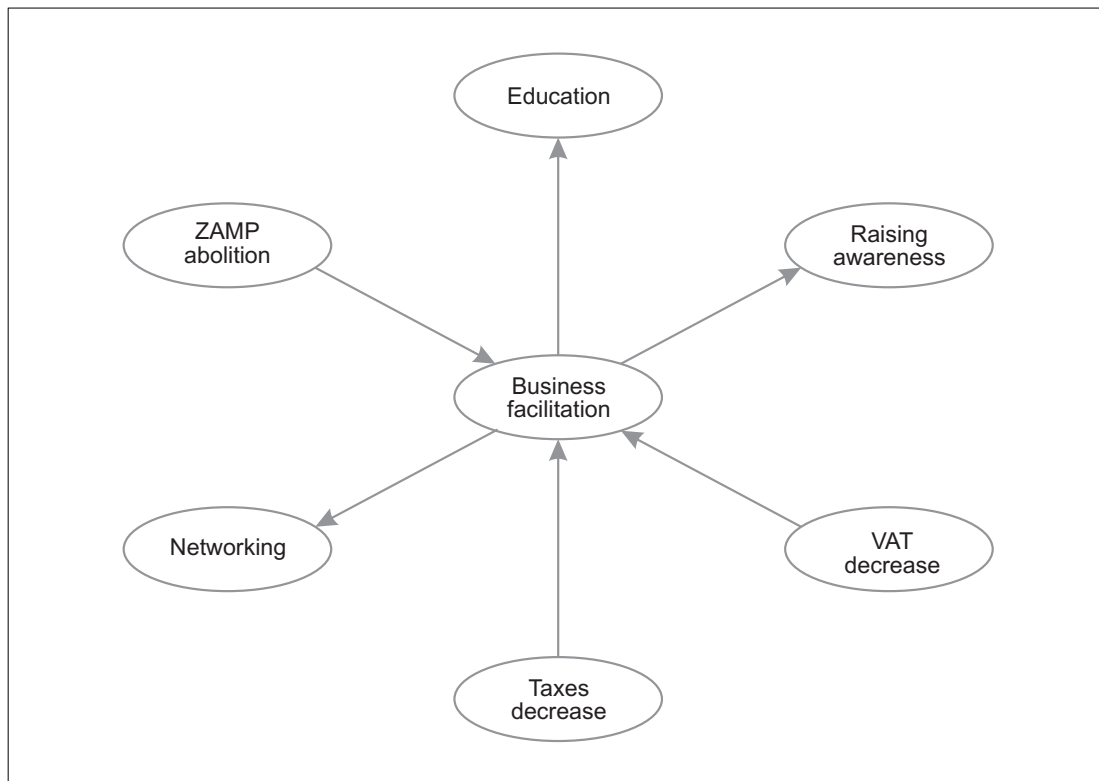 Education
ZAMP
abolition
Raising
awareness
Business
facilitation
Networking
VAT
decrease
Taxes
decrease